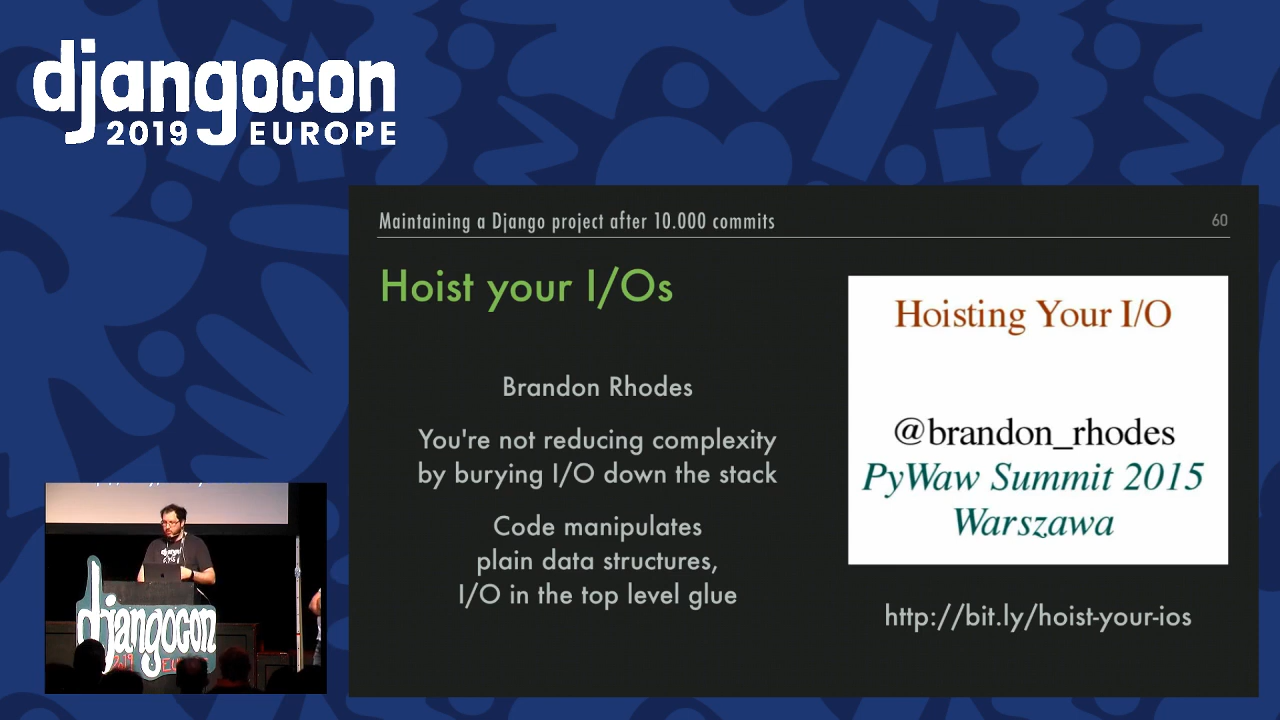 djangocon
2019 EUROPE
Maintaining a Django project after 10.000 commits
60
Hoist your I/Os
Brandon Rhodes
You're not reducing complexity
by burying I/O down the stack
Code manipulates
plain data structures,
I/O in the top level glue
Hoisting Your I/O
@brandon_rhodes
PyWaw Summit 2015
Warszawa
http://bit.ly/hoist-your-ios
djangocon
2019 EU